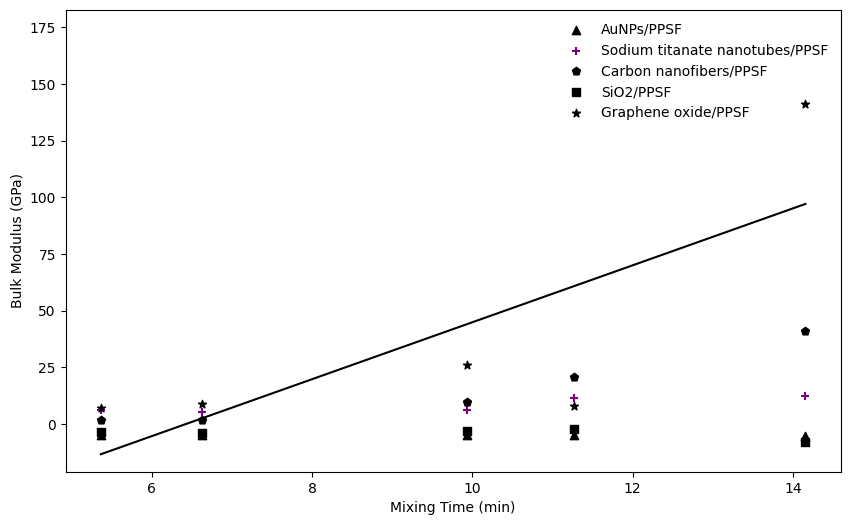 175
150
125
100
75
50
25
0
6
8
10
12
14
Bulk Modulus (GPa)
Mixing Time (min)
AuNPs/PPSF
Sodium titanate nanotubes/PPSF
Carbon nanofibers/PPSF
SiO2/PPSF
Graphene oxide/PPSF